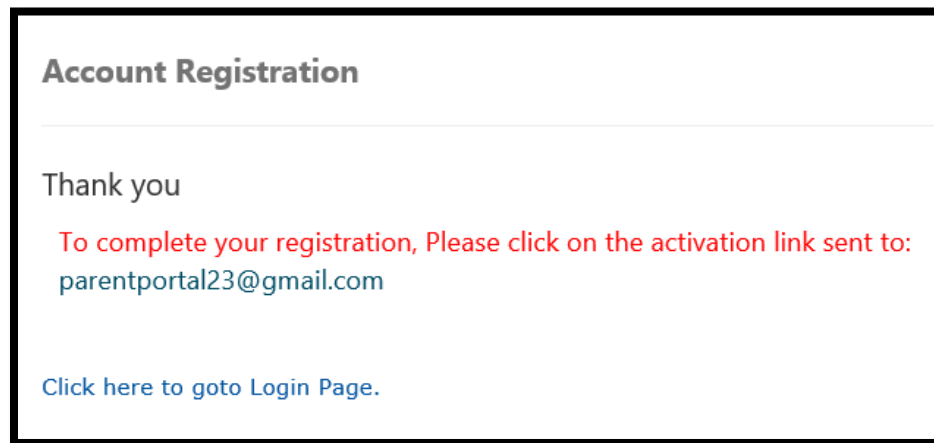 Account Registration
Thank you
To complete your registration, Please click on the activation link sent to:
parentportal23@gmail.com
Click here to goto Login Page.